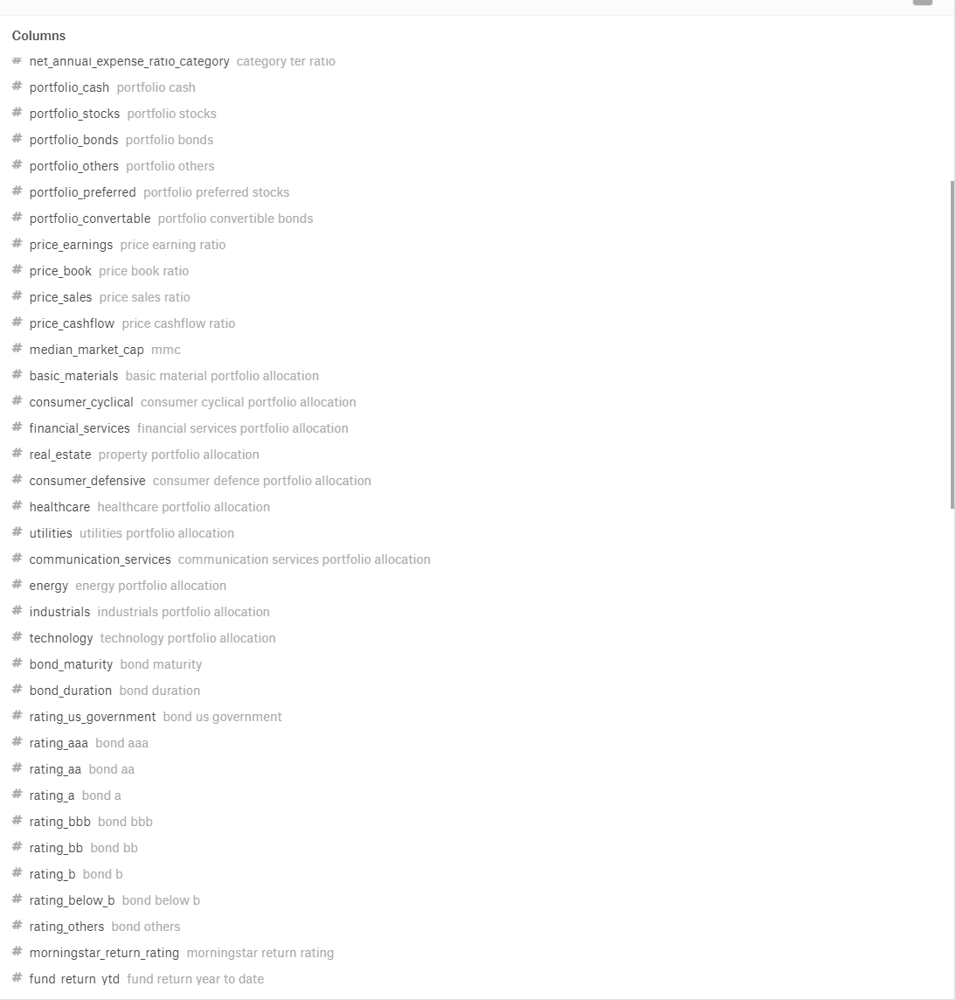 Columns
# net_annual_expense_ratio_category category ter ratio
# portfolio_cash portfolio cash
# portfolio_stocks portfolio stocks
# portfolio_bonds portfolio bonds
# portfolio_others portfolio others
# portfolio_preferred portfolio preferred stocks
# portfolio_convertable portfolio convertible bonds
# price_earnings price earning ratio
# price_book price book ratio
# price_sales price sales ratio
# price_cashflow price cashflow ratio
# median_market_cap mmc
# basic_materials basic material portfolio allocation
# consumer_cyclical consumer cyclical portfolio allocation
# financial_services financial services portfolio allocation
# real_estate property portfolio allocation
# consumer_defensive consumer defence portfolio allocation
# healthcare healthcare portfolio allocation
# utilities utilities portfolio allocation
# communication_services communication services portfolio allocation
# energy energy portfolio allocation
# industrials industrials portfolio allocation
# technology technology portfolio allocation
# bond_maturity bond maturity
# bond_duration bond duration
# rating_us_government bond us government
# rating_aaa bond aaa
# rating_aa bond aa
# rating_a bond a
# rating_bbb bond bbb
# rating_bb bond bb
# rating_b bond b
# rating_below_b bond below b
# rating_others bond others
# morningstar_return_rating morningstar return rating
# fund_return_ytd fund return year to date